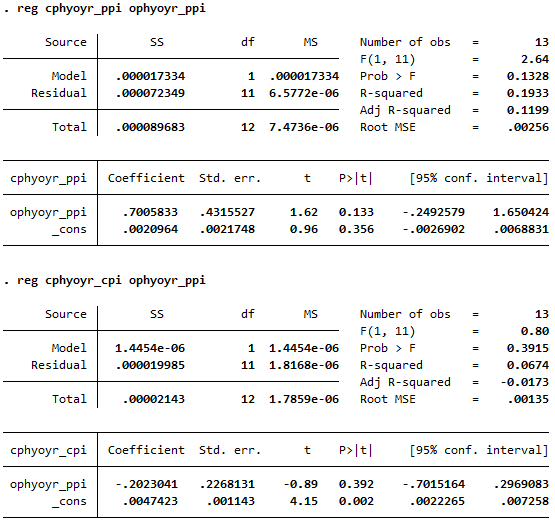 . reg cphyoyr_ppi ophyoyr_ppi
Source SS df MS Number of obs = 13
F(1, 11) = 2.64
Model .000017334 1 .000017334 Prob > F = 0.1328
Residual .000072349 11 6.5772e-06 R-squared = 0.1933
Adj R-squared = 0.1199
Total .000089683 12 7.4736e-06 Root MSE = .00256
cphyoyr_ppi Coefficient Std. err. t P>|t| [95% conf. interval]
ophyoyr_ppi .7005833 .4315527 1.62 0.133 -.2492579 1.650424
_cons .0020964 .0021748 0.96 0.356 -.0026902 .0068831
. reg cphyoyr_cpi ophyoyr_ppi
Source SS df MS Number of obs = 13
F(1, 11) = 0.80
Model 1.4454e-06 1 1.4454e-06 Prob > F = 0.3915
Residual .000019985 11 1.8168e-06 R-squared = 0.0674
Adj R-squared = -0.0173
Total .00002143 12 1.7859e-06 Root MSE = .00135
cphyoyr_cpi Coefficient Std. err. t P>|t| [95% conf. interval]
ophyoyr_ppi -.2023041 .2268131 -0.89 0.392 -.7015164 .2969083
_cons .0047423 .001143 4.15 0.002 .0022265 .007258